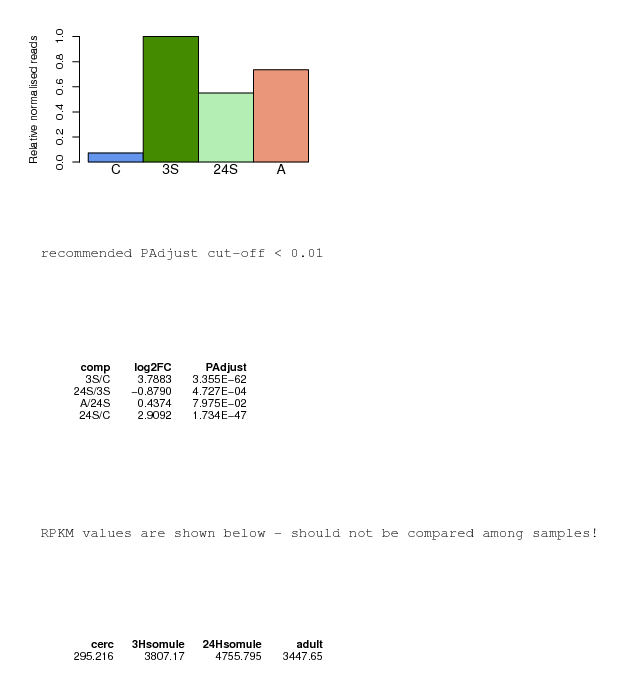 Relative normalised reads
1.0
0.8
0.6
0.4
0.2
0.0
C 3S 24S A
recommended PAdjust cut-off < 0.01
comp log2FC PAdjust
3S/C 3.7883 3.355E−62
24S/3S −0.8790 4.727E−04
A/24S 0.4374 7.975E−02
24S/C 2.9092 1.734E−47
RPKM values are shown below - should not be compared among samples!
cerc 3Hsomule 24Hsomule adult
295.216 3807.17 4755.795 3447.65